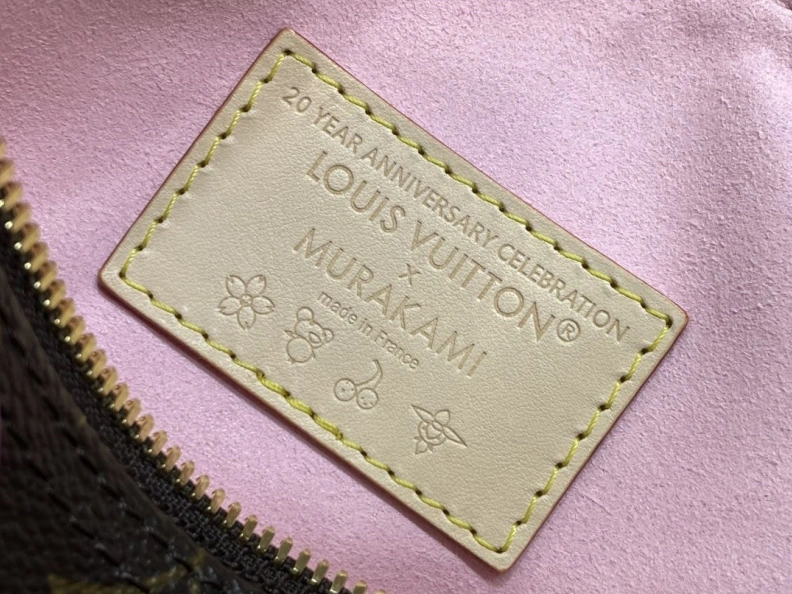 20 YEAR ANNIVERSARY CELEBRATION
LOUIS VUITTON®
×
MURAKAMI
made in France